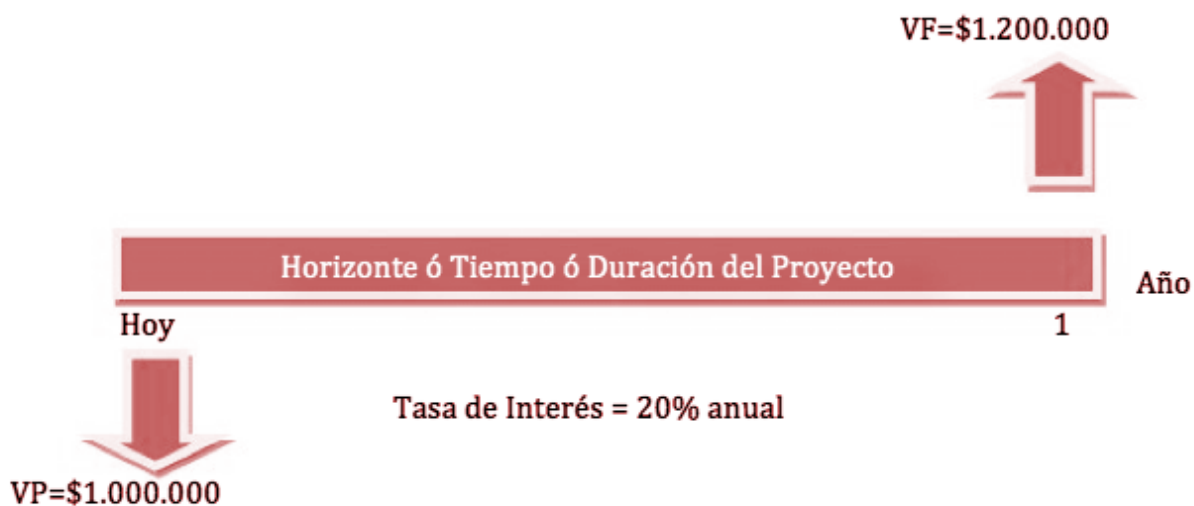 VF=$1.200.000
Horizonte ó Tiempo ó Duración del Proyecto
Año
Hoy
1
Tasa de Interés = 20% anual
VP=$1.000.000